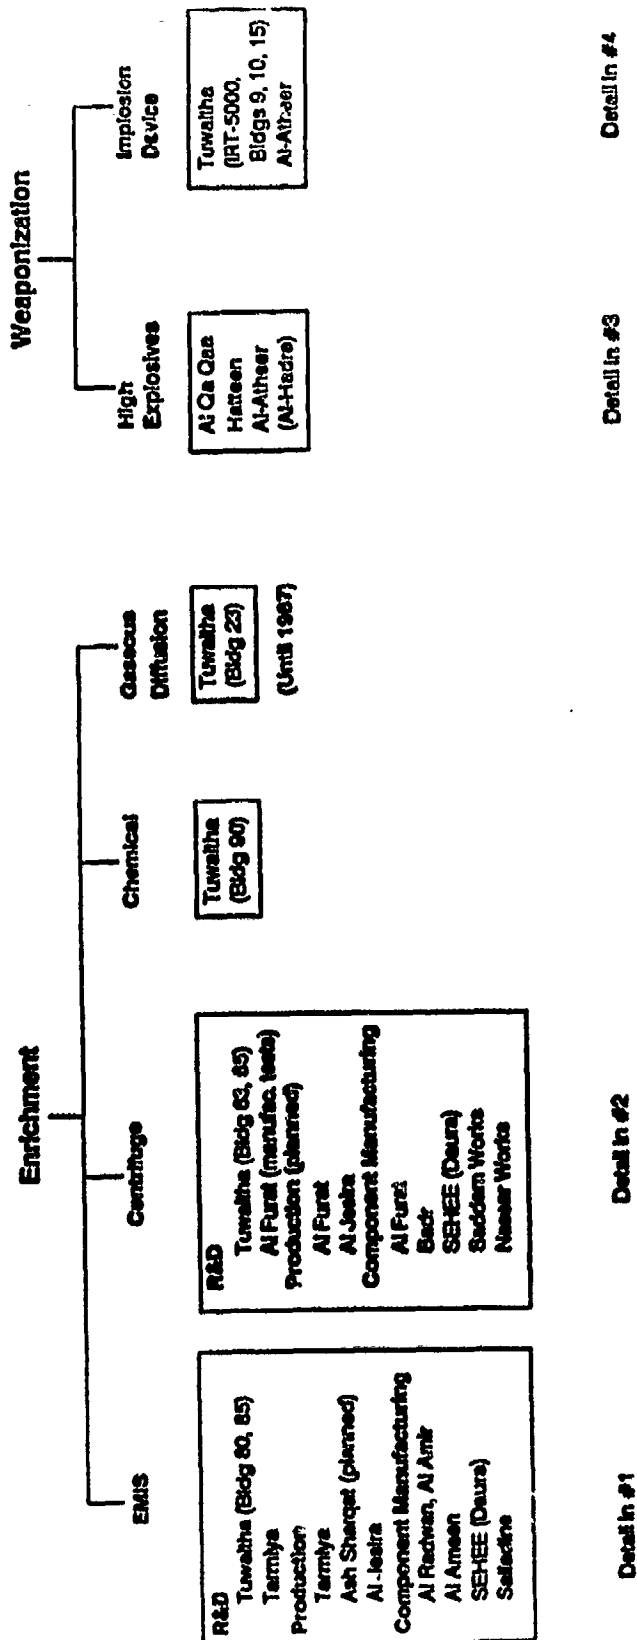 Enrichment
EMIS
R&D
Tuwaitha (Bldg 80, 85)
Tarmiya
Production
Tarmiya
Ash Sharqat (planned)
Al Jesira
Component Manufacturing
Al Radwan, Al Amir
Al Ameen
SEHEE (Daura)
Salladine
Detail in #1
Centrifuge
R&D
Tuwaitha (Bldg 63, 85)
Al Furat (manufac. tests)
Production (planned)
Al Furat
Al Jesira
Component Manufacturing
Al Furat
Badr
SEHEE (Daura)
Saddam Works
Nasser Works
Detail in #2
Chemical
Tuwaitha
(Bldg 90)
Gaseous
Diffusion
Tuwaitha
(Bldg 23)
(Until 1987)
Weaponization
High
Explosives
Al Qa Qaa
Hatteen
Al-Atheer
(Al-Hadre)
Detail in #3
Implosion
Device
Tuwaitha
(IRT-5000,
Bldgs 9, 10, 15)
Al-Atheer
Detail in #4